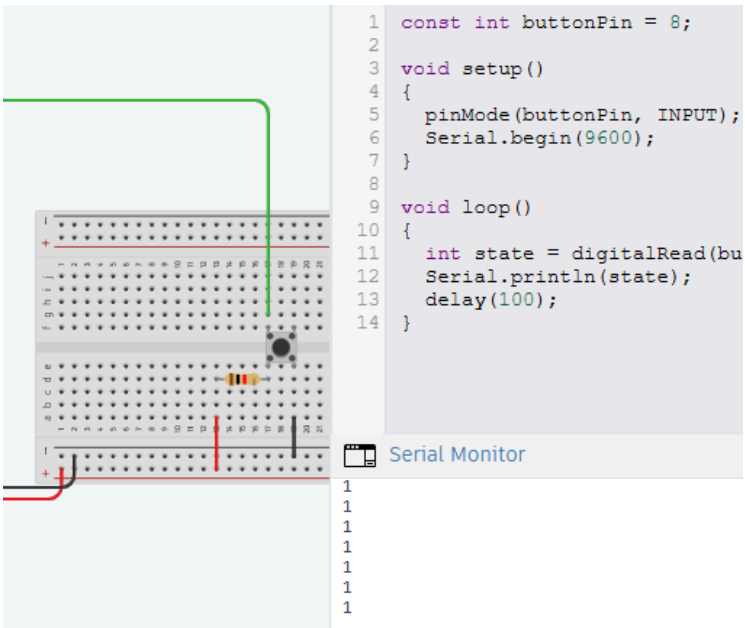 1 const int buttonPin = 8;
2
3 void setup()
4 {
5 pinMode(buttonPin, INPUT);
6 Serial.begin(9600);
7 }
8
9 void loop()
10 {
11 int state = digitalRead(bu
12 Serial.println(state);
13 delay(100);
14 }
Serial Monitor
1
1
1
1
1
1
1